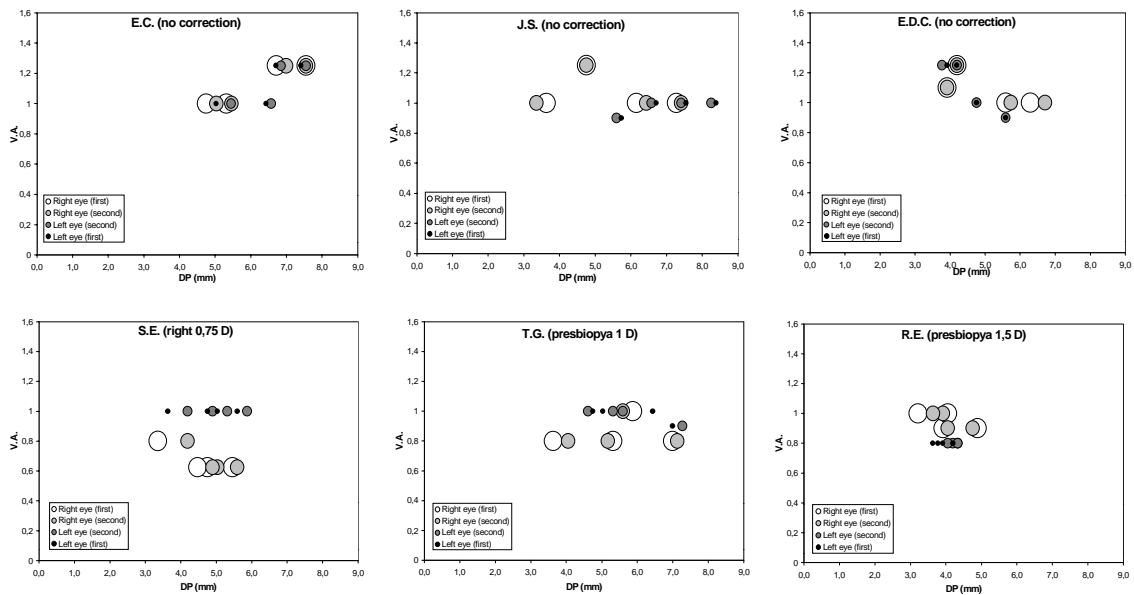 E.C. (no correction)
1,6
1,4
1,2
1
0,8
0,6
0,4
0,2
0
V.A.
Right eye (first)
Right eye (second)
Left eye (second)
Left eye (first)
0,0 1,0 2,0 3,0 4,0 5,0 6,0 7,0 8,0 9,0
DP (mm)
J.S. (no correction)
1,6
1,4
1,2
1
0,8
0,6
0,4
0,2
0
V.A.
Right eye (first)
Right eye (second)
Left eye (second)
Left eye (first)
0,0 1,0 2,0 3,0 4,0 5,0 6,0 7,0 8,0 9,0
DP (mm)
E.D.C. (no correction)
1,6
1,4
1,2
1
0,8
0,6
0,4
0,2
0
V.A.
Right eye (first)
Right eye (second)
Left eye (second)
Left eye (first)
0,0 1,0 2,0 3,0 4,0 5,0 6,0 7,0 8,0 9,0
DP (mm)
S.E. (right 0,75 D)
1,6
1,4
1,2
1
0,8
0,6
0,4
0,2
0
V.A.
Right eye (first)
Right eye (second)
Left eye (second)
Left eye (first)
0,0 1,0 2,0 3,0 4,0 5,0 6,0 7,0 8,0 9,0
DP (mm)
T.G. (presbiopya 1 D)
1,6
1,4
1,2
1
0,8
0,6
0,4
0,2
0
V.A.
Right eye (first)
Right eye (second)
Left eye (second)
Left eye (first)
0,0 1,0 2,0 3,0 4,0 5,0 6,0 7,0 8,0 9,0
DP (mm)
R.E. (presbiopya 1,5 D)
1,6
1,4
1,2
1
0,8
0,6
0,4
0,2
0
V.A.
Right eye (first)
Right eye (second)
Left eye (second)
Left eye (first)
0,0 1,0 2,0 3,0 4,0 5,0 6,0 7,0 8,0 9,0
DP (mm)